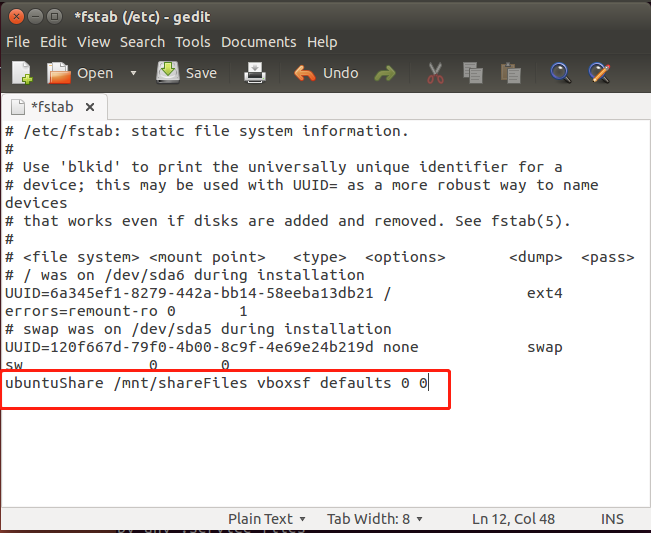 *fstab (/etc) - gedit
File Edit View Search Tools Documents Help
Open Save Undo
*fstab
# /etc/fstab: static file system information.
#
# Use 'blkid' to print the universally unique identifier for a
# device; this may be used with UUID= as a more robust way to name
devices
# that works even if disks are added and removed. See fstab(5).
#
# <file system> <mount point>   <type>  <options>       <dump>  <pass>
# / was on /dev/sda6 during installation
UUID=6a345ef1-8279-442a-bb14-58eeba13db21 /               ext4
errors=remount-ro 0       1
# swap was on /dev/sda5 during installation
UUID=120f667d-79f0-4b00-8c9f-4e69e24b219d none            swap
sw              0       0
ubuntuShare /mnt/shareFiles vboxsf defaults 0 0
Plain Text Tab Width: 8 Ln 12, Col 48 INS